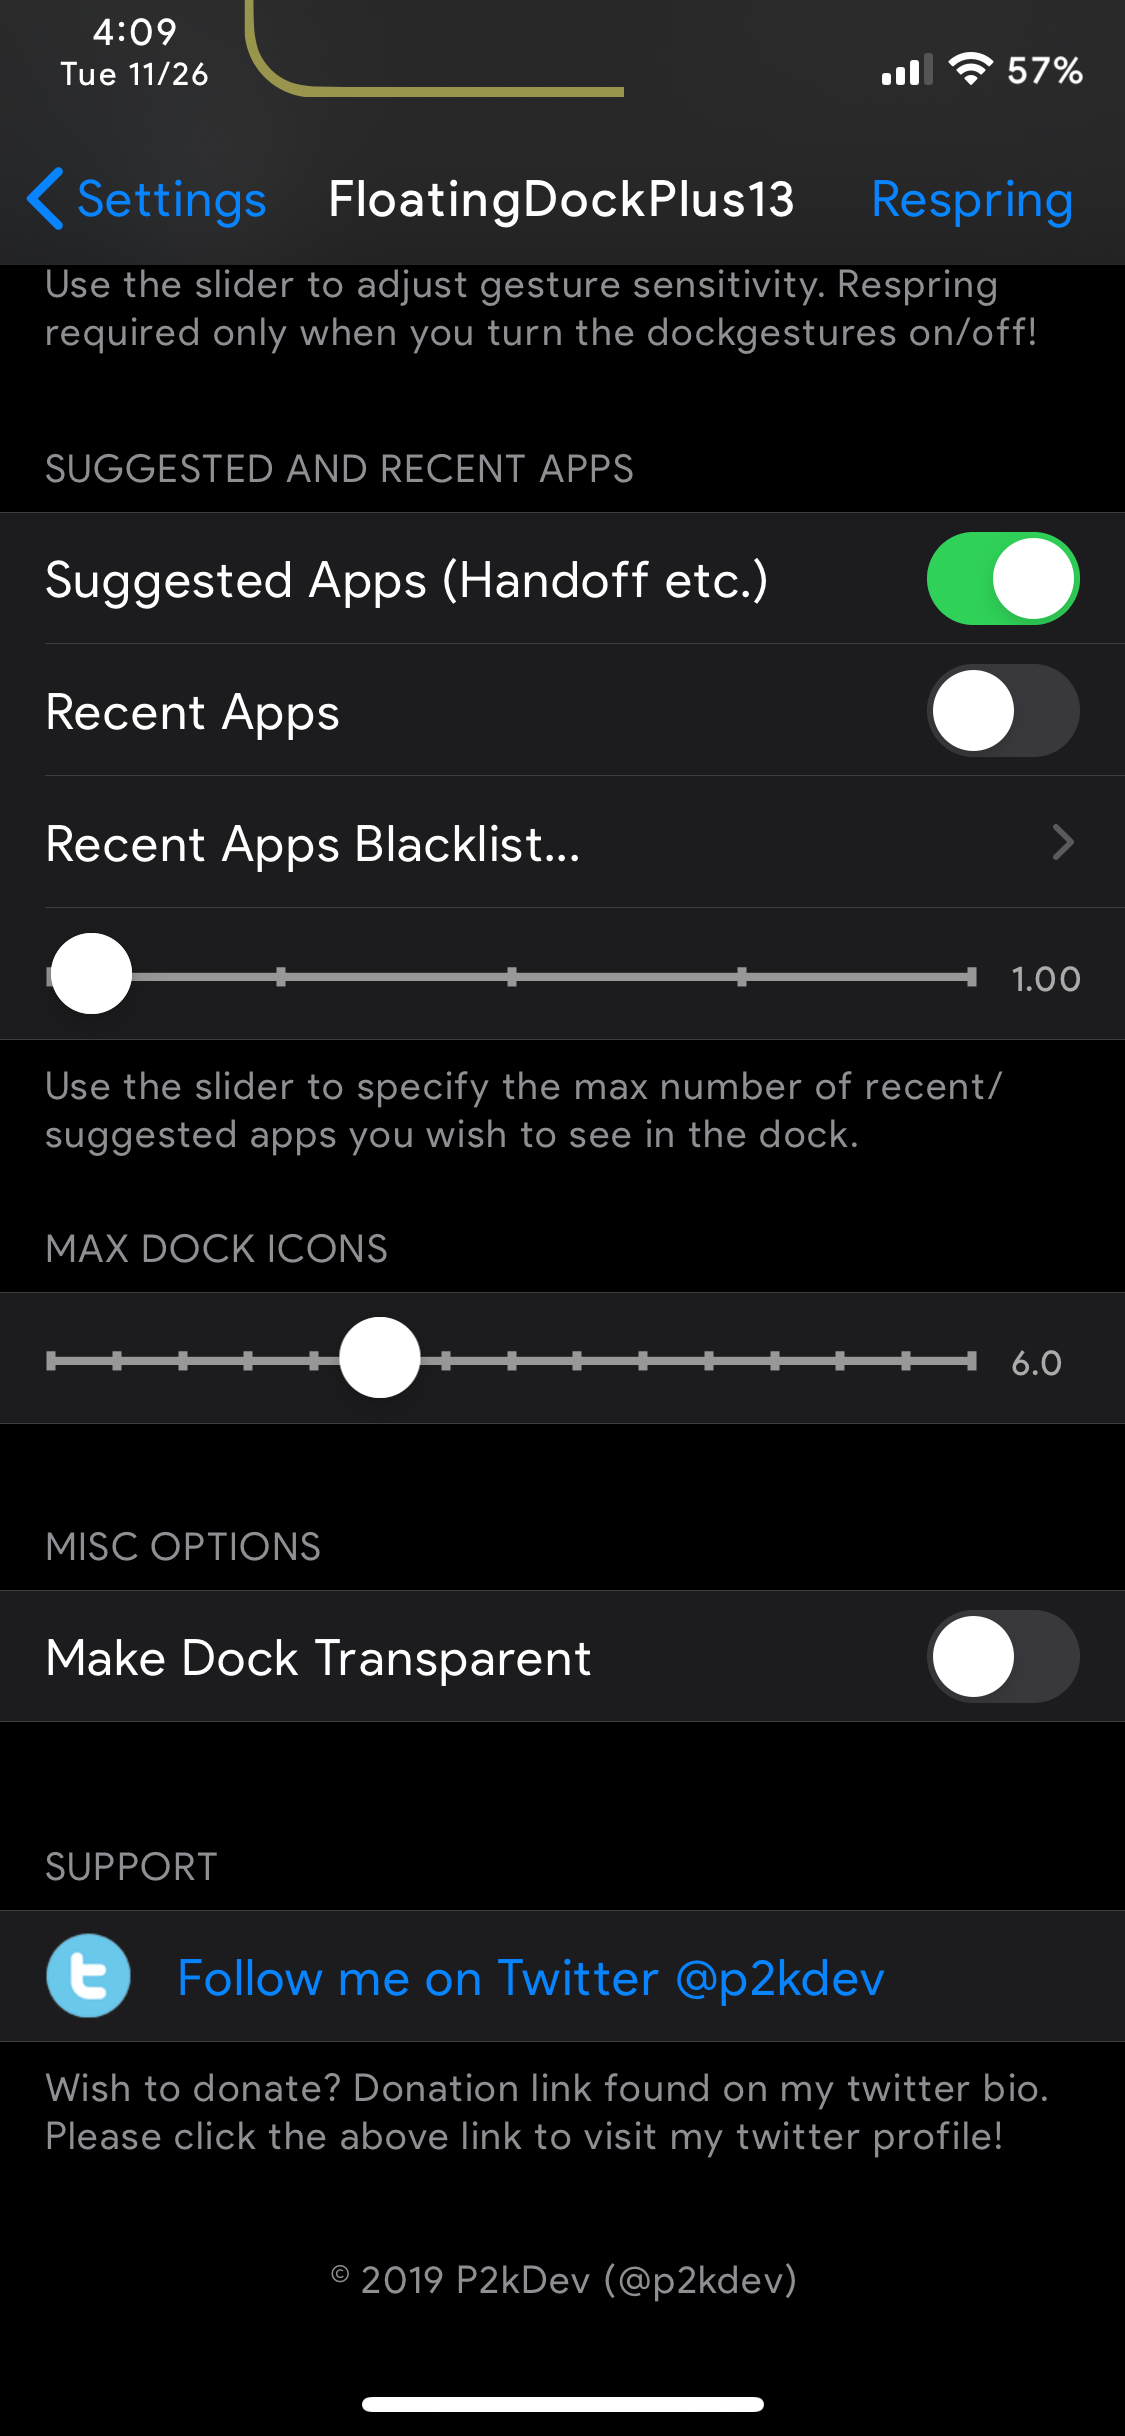 4:09
Tue 11/26
57%
Settings
FloatingDockPlus13
Respring
Use the slider to adjust gesture sensitivity. Respring
required only when you turn the dockgestures on/off!
SUGGESTED AND RECENT APPS
Suggested Apps (Handoff etc.)
Recent Apps
Recent Apps Blacklist...
1.00
Use the slider to specify the max number of recent/
suggested apps you wish to see in the dock.
MAX DOCK ICONS
6.0
MISC OPTIONS
Make Dock Transparent
SUPPORT
Follow me on Twitter @p2kdev
Wish to donate? Donation link found on my twitter bio.
Please click the above link to visit my twitter profile!
© 2019 P2kDev (@p2kdev)